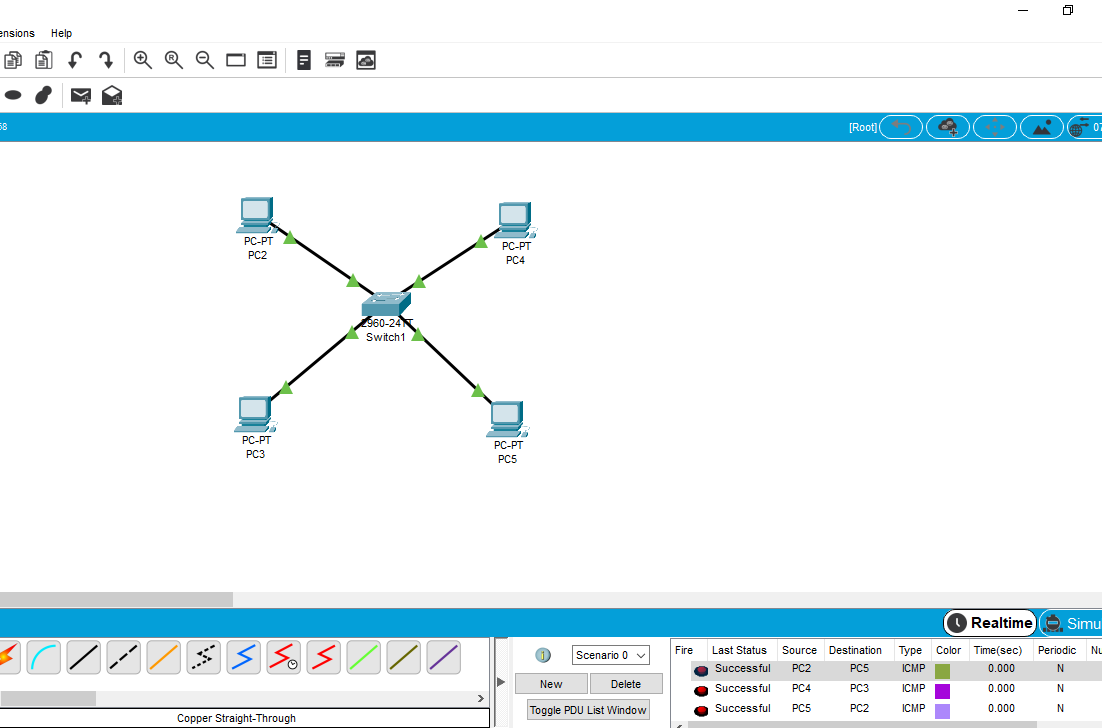 ensions Help
[Root]
PC-PT
PC2
PC-PT
PC4
2960-24TT
Switch1
PC-PT
PC3
PC-PT
PC5
Realtime Simu
Scenario 0
New Delete
Toggle PDU List Window
Copper Straight-Through
Fire Last Status Source Destination Type Color Time(sec) Periodic Nu
Successful PC2 PC5 ICMP 0.000 N
Successful PC4 PC3 ICMP 0.000 N
Successful PC5 PC2 ICMP 0.000 N